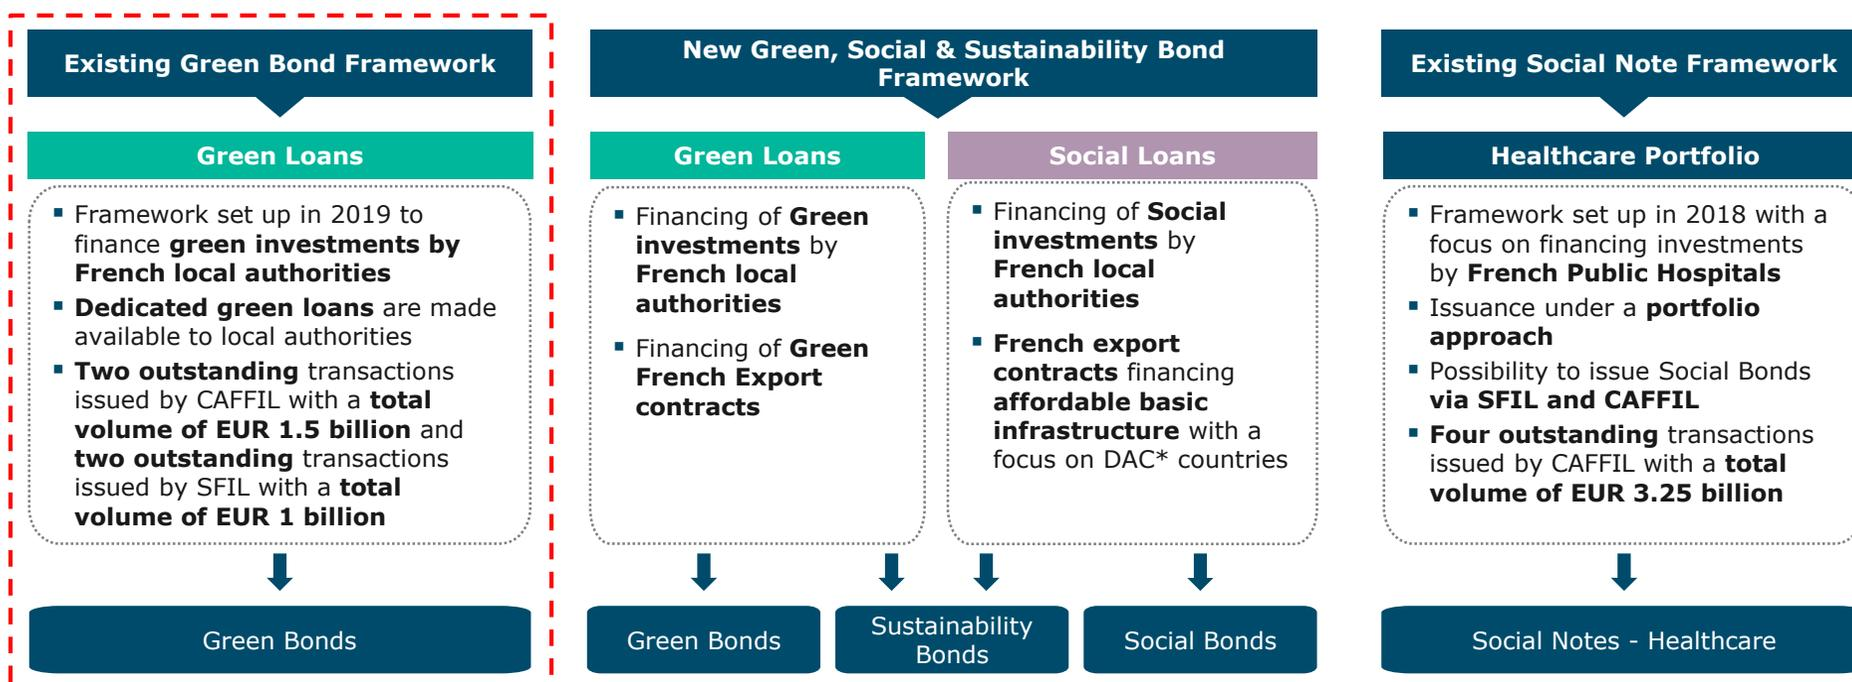 Existing Green Bond Framework
Green Loans
▪ Framework set up in 2019 to
finance green investments by
French local authorities
▪ Dedicated green loans are made
available to local authorities
▪ Two outstanding transactions
issued by CAFFIL with a total
volume of EUR 1.5 billion and
two outstanding transactions
issued by SFIL with a total
volume of EUR 1 billion
Green Bonds
New Green, Social & Sustainability Bond
Framework
Green Loans
▪ Financing of Green
investments by
French local
authorities
▪ Financing of Green
French Export
contracts
Social Loans
▪ Financing of Social
investments by
French local
authorities
▪ French export
contracts financing
affordable basic
infrastructure with a
focus on DAC* countries
Green Bonds
Sustainability
Bonds
Social Bonds
Existing Social Note Framework
Healthcare Portfolio
▪ Framework set up in 2018 with a
focus on financing investments
by French Public Hospitals
▪ Issuance under a portfolio
approach
▪ Possibility to issue Social Bonds
via SFIL and CAFFIL
▪ Four outstanding transactions
issued by CAFFIL with a total
volume of EUR 3.25 billion
Social Notes - Healthcare